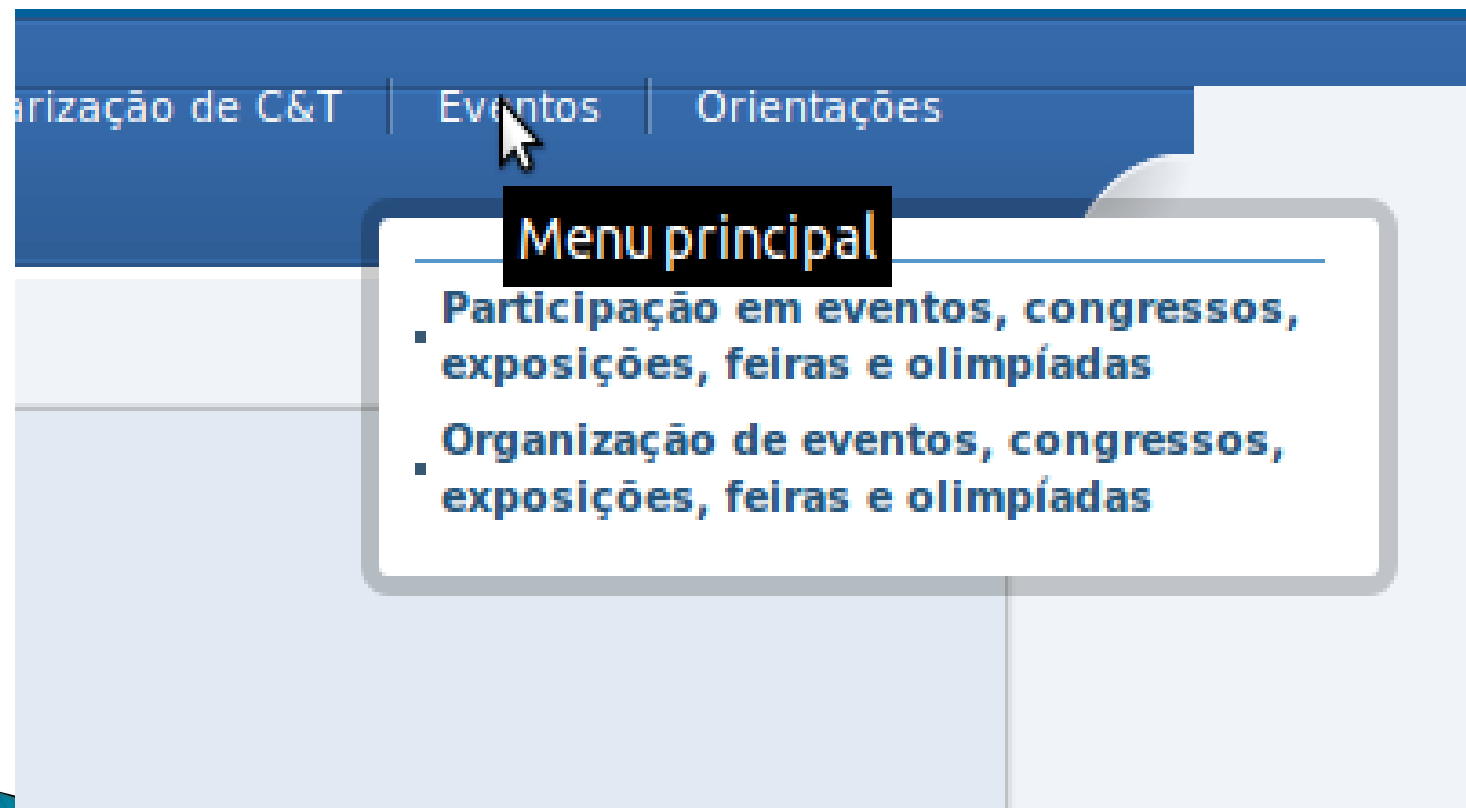 arização de C&T
Eventos
Orientações
Menu principal
Participação em eventos, congressos,
exposições, feiras e olimpíadas
Organização de eventos, congressos,
exposições, feiras e olimpíadas